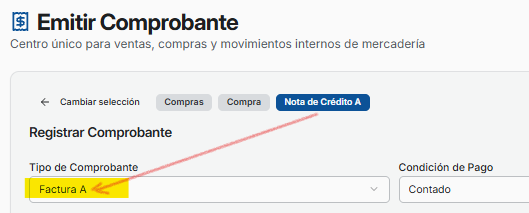 Emitir Comprobante
Centro único para ventas, compras y movimientos internos de mercadería
Cambiar selección Compras Compra Nota de Crédito A
Registrar Comprobante
Tipo de Comprobante Condición de Pago
Factura A Contado